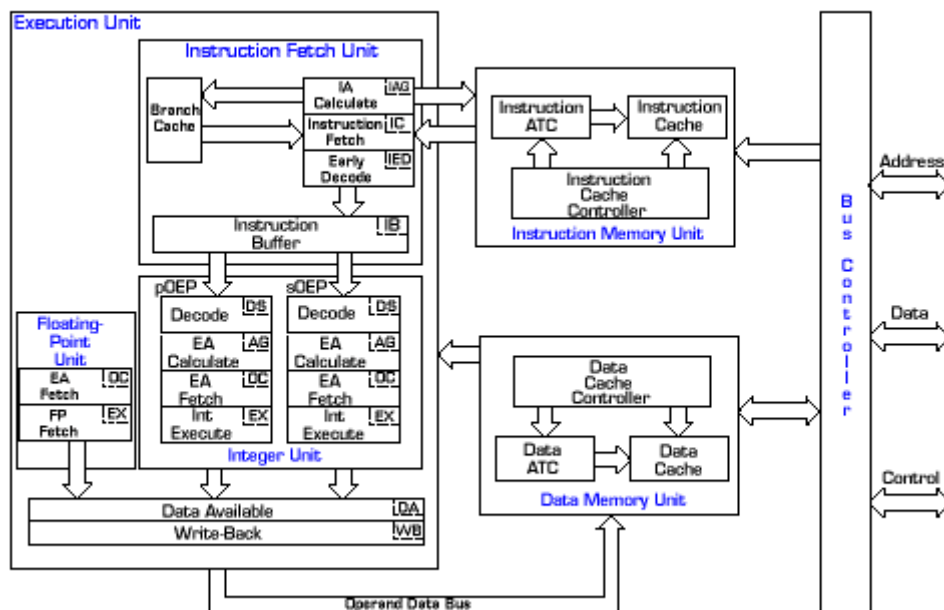 Execution Unit
Instruction Fetch Unit
Branch
Cache
IA
Calculate
IAG
Instruction
Fetch
IC
Early
Decode
IED
Instruction
Buffer
IB
Instruction
ATC
Instruction
Cache
Instruction
Cache
Controller
Instruction Memory Unit
Bus Controller
Address
Data
Control
pOEP
sOEP
Decode
DS
EA
Calculate
AG
EA
Fetch
OC
Int
Execute
EX
Decode
DS
EA
Calculate
AG
EA
Fetch
OC
Int
Execute
EX
Integer Unit
Floating-
Point
Unit
EA
Fetch
OC
FP
Fetch
EX
Data
Cache
Controller
Data
ATC
Data
Cache
Data Memory Unit
Data Available
DA
Write-Back
WB
Operand Data Bus